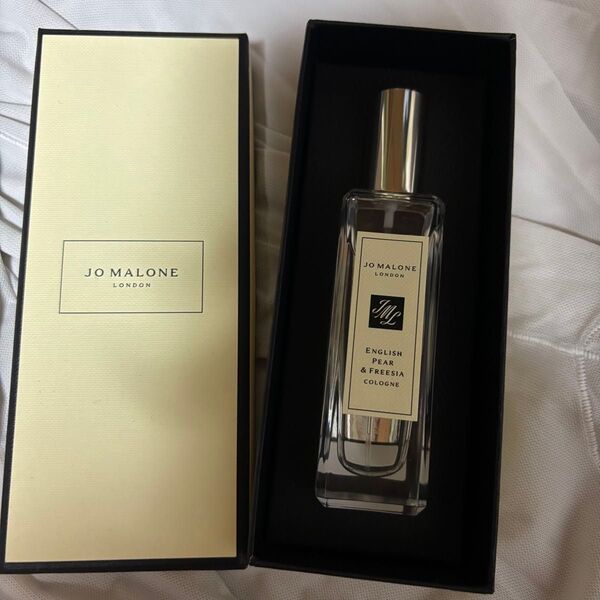 JO MALONE
LONDON
JO MALONE
LONDON
JML
ENGLISH
PEAR
& FREESIA
COLOGNE